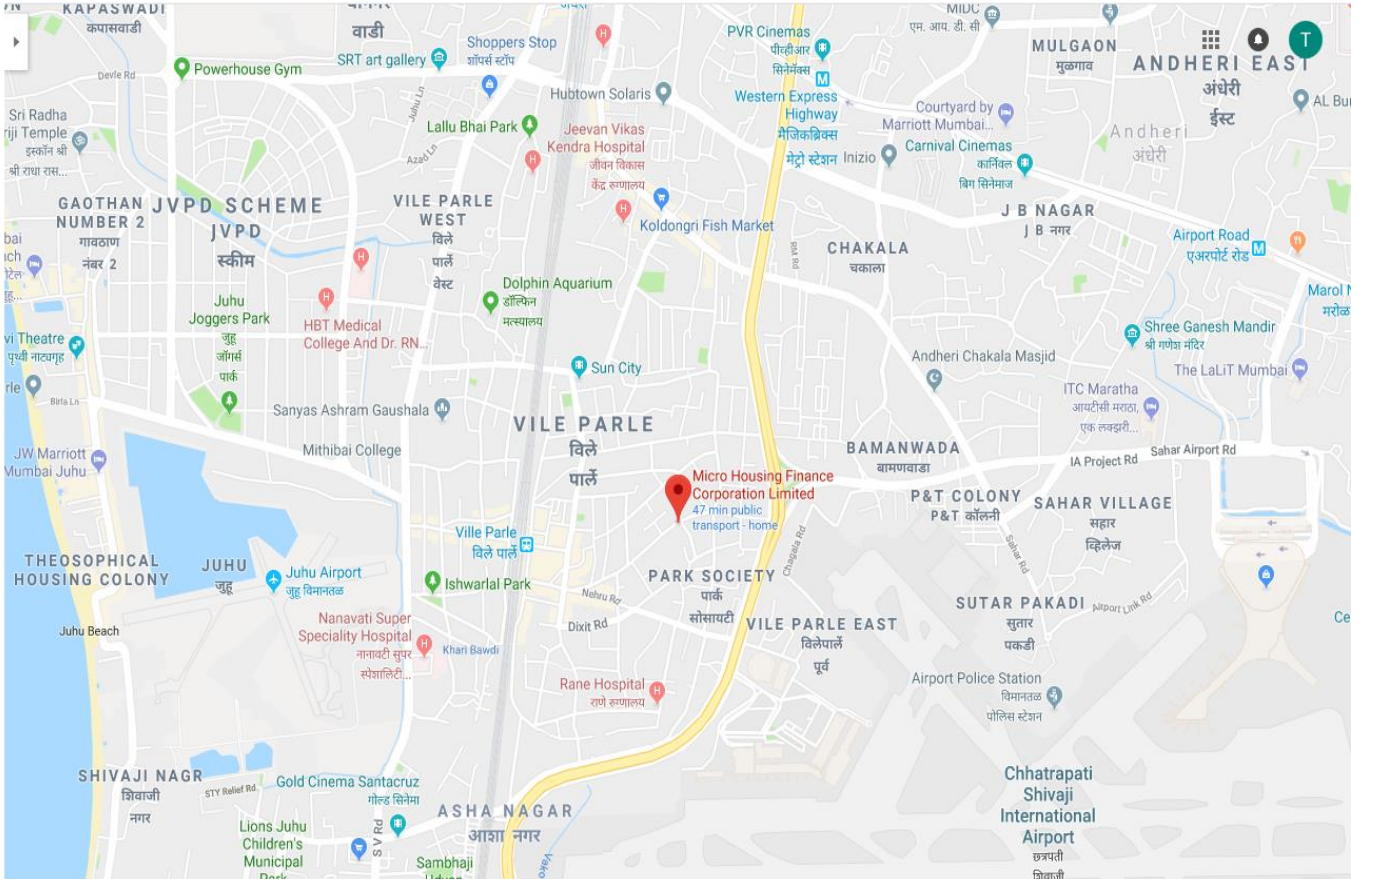 KAPASWADI
कपासवाडी
वाडी
Devle Rd
Powerhouse Gym
SRT art gallery
Shoppers Stop
शॉपर्स स्टॉप
Juhu Ln
Hubtown Solaris
PVR Cinemas
पीव्हीआर
सिनेमॅक्स
Western Express
Highway
मॅजिकब्रिक्स
मेट्रो स्टेशन
MIDC
एम. आय. डी. सी
MULGAON
मुळगाव
T
ANDHERI EAST
अंधेरी
ईस्ट
Courtyard by
Marriott Mumbai...
Andheri
अंधेरी
Carnival Cinemas
कार्निवल
बिग सिनेमाज
Inizio
Sri Radha
इस्कॉन श्री
श्री राधा रास...
Lallu Bhai Park
Azad Ln
Jeevan Vikas
Kendra Hospital
जीवन विकास
केंद्र रुग्णालय
GAOTHAN
NUMBER 2
गावठाण
नंबर 2
JVPD SCHEME
JVPD
स्कीम
VILE PARLE
WEST
विले
पार्ले
वेस्ट
Koldongri Fish Market
J B NAGAR
J B नगर
Airport Road
एअरपोर्ट रोड
CHAKALA
चकाला
RM Rd
Dolphin Aquarium
डॉल्फिन
मत्स्यालय
Juhu
Joggers Park
जुहू
जॉगर्स
पार्क
HBT Medical
College And Dr. RN...
Theatre
पृथ्वी नाट्यगृह
Shree Ganesh Mandir
श्री गणेश मंदिर
Andheri Chakala Masjid
The LaLiT Mumbai
Sun City
ITC Maratha
आयटीसी मराठा,
एक लक्झरी...
Birla Ln
Sanyas Ashram Gaushala
VILE PARLE
विले
पार्ले
Mithibai College
JW Marriott
Mumbai Juhu
BAMANWADA
बामणवाडा
IA Project Rd
Sahar Airport Rd
Micro Housing Finance
Corporation Limited
47 min public
transport - home
P&T COLONY
P&T कॉलनी
SAHAR VILLAGE
सहार
व्हिलेज
Ville Parle
विले पार्ले
Chagala Rd
Sahar Rd
THEOSOPHICAL
HOUSING COLONY
JUHU
जुहू
Juhu Airport
जुहू विमानतळ
Ishwarlal Park
Nehru Rd
Dixit Rd
PARK SOCIETY
पार्क
सोसायटी
VILE PARLE EAST
विलेपार्ले
पूर्व
SUTAR PAKADI
सुतार
पकडी
Airport Link Rd
Juhu Beach
Nanavati Super
Speciality Hospital
नानावटी सुपर
स्पेशालिटी...
Khari Bawdi
Rane Hospital
राणे रुग्णालय
Airport Police Station
विमानतळ
पोलिस स्टेशन
SHIVAJI NAGR
शिवाजी
नगर
STY Relief Rd
Gold Cinema Santacruz
गोल्ड सिनेमा
ASHA NAGAR
आशा नगर
S V Rd
Lions Juhu
Children's
Municipal
Park
Sambhaji
Chhatrapati
Shivaji
International
Airport
छत्रपती
शिवाजी